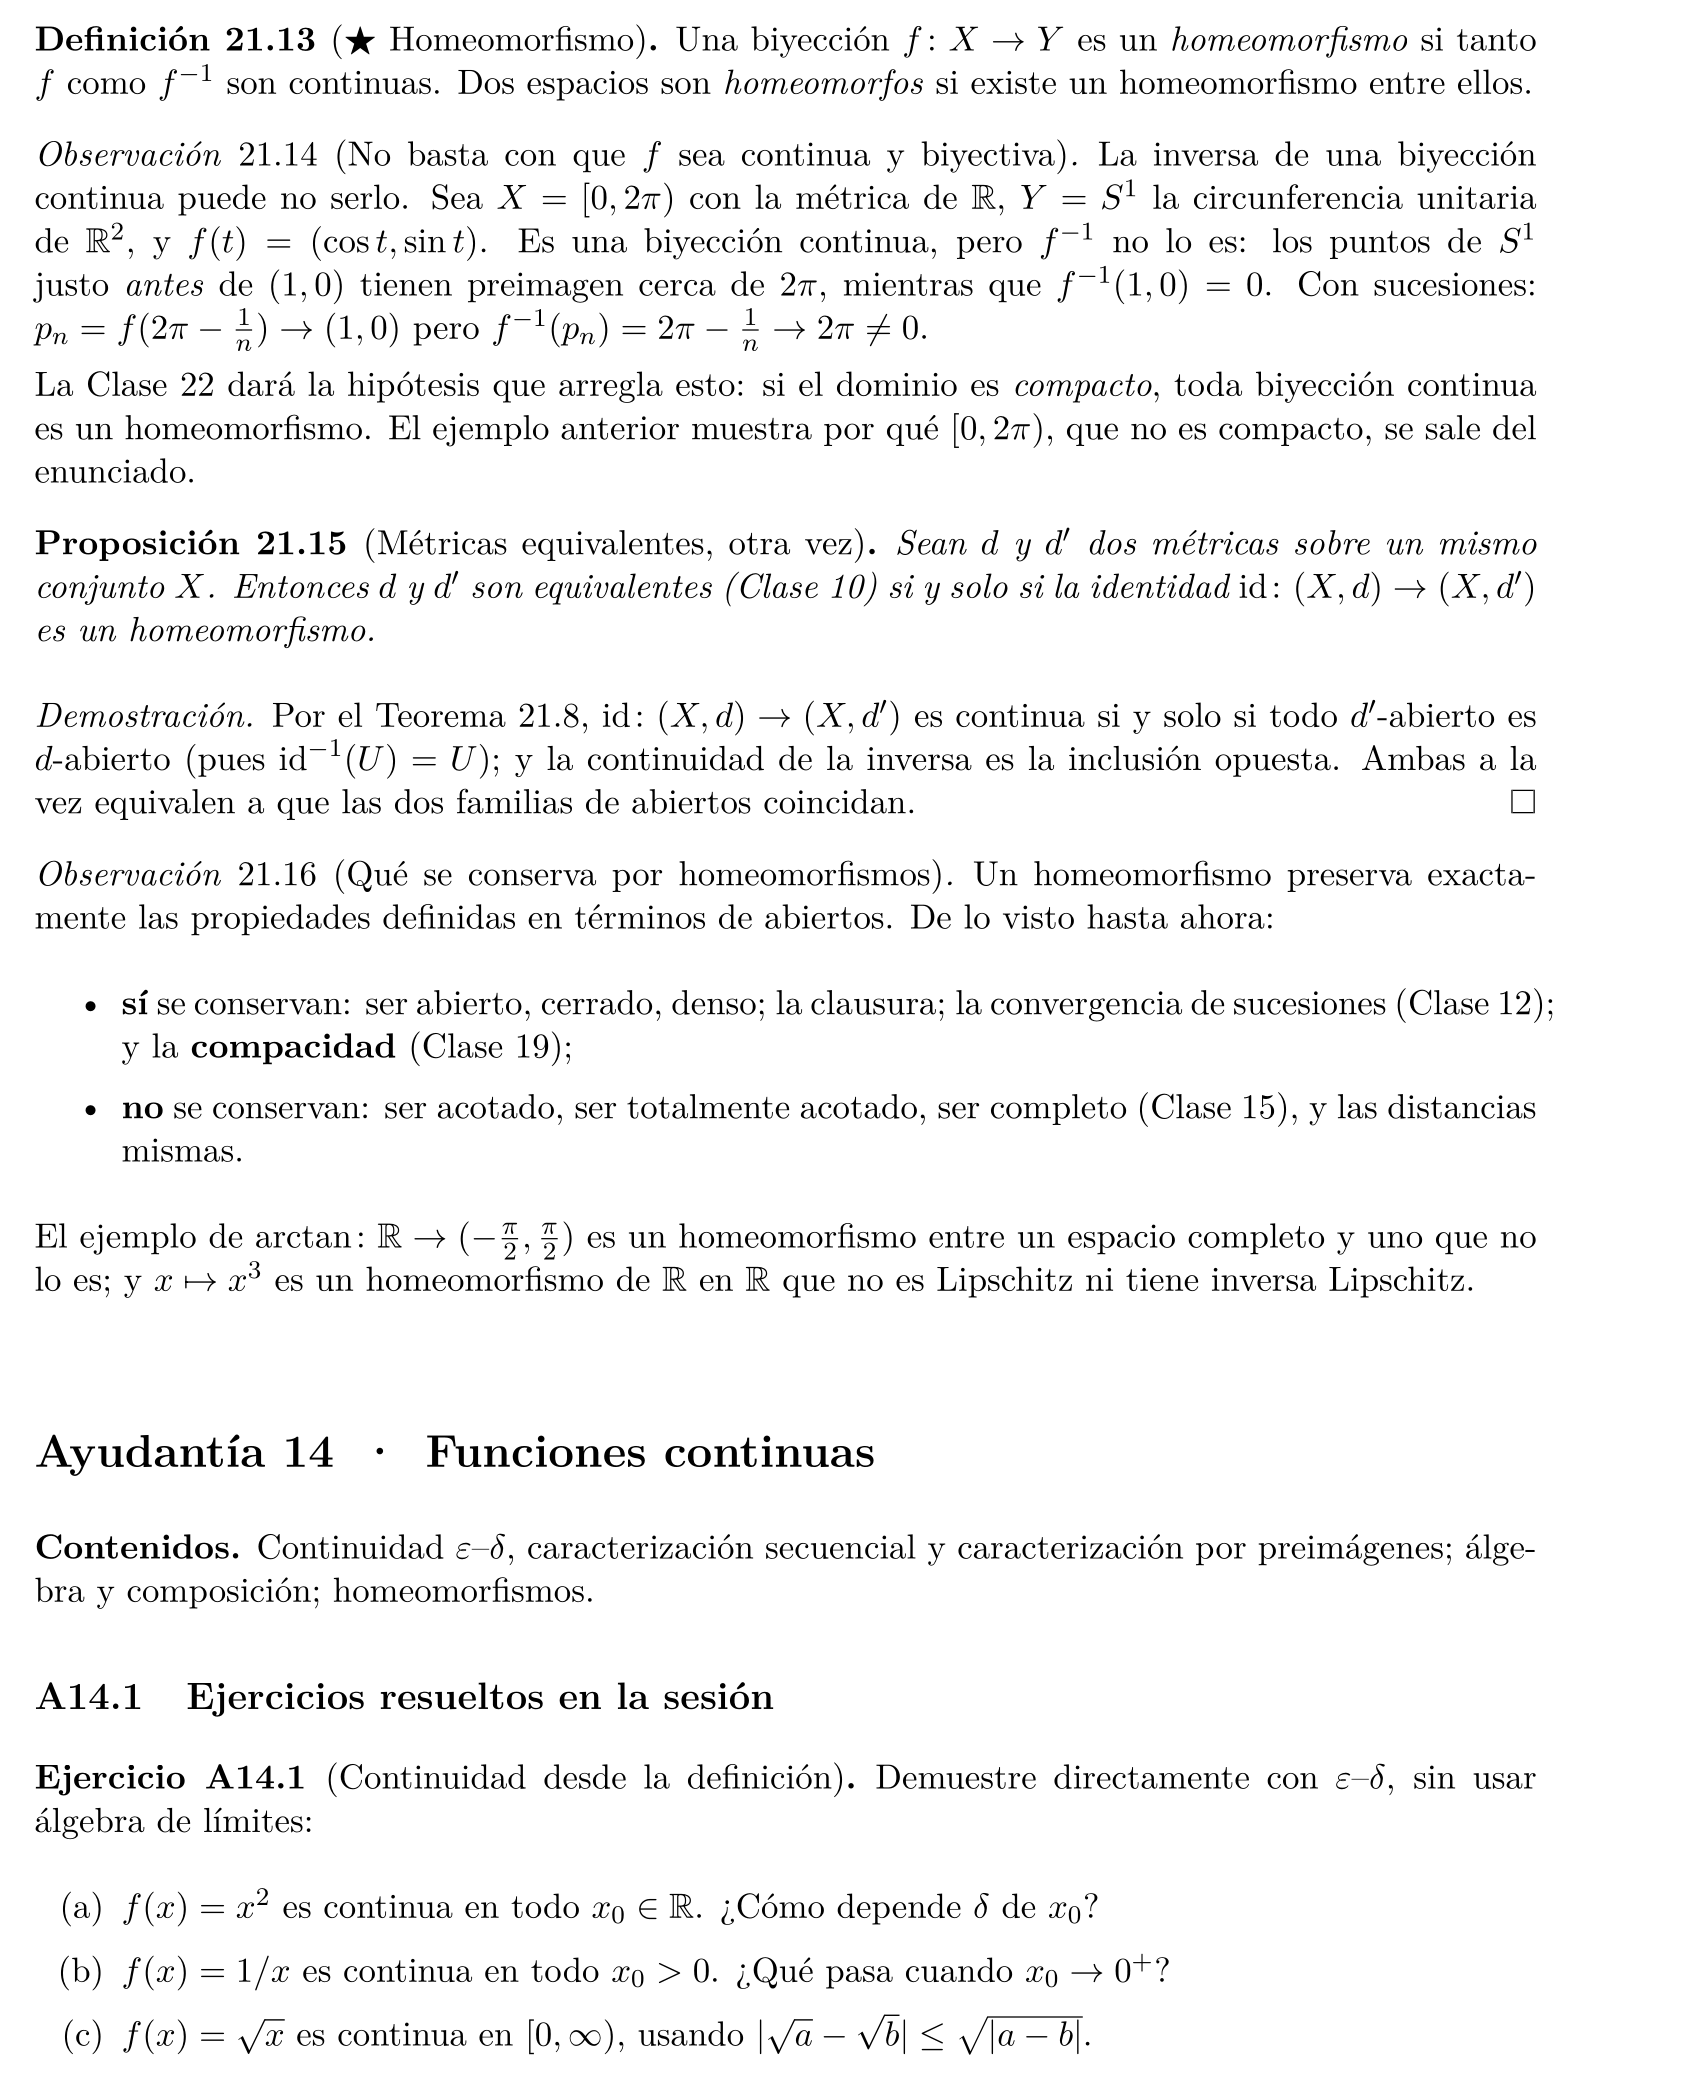 Definición 21.13 (★ Homeomorfismo). Una biyección f : X → Y es un homeomorfismo si tanto
f como f⁻¹ son continuas. Dos espacios son homeomorfos si existe un homeomorfismo entre ellos.
Observación 21.14 (No basta con que f sea continua y biyectiva). La inversa de una biyección
continua puede no serlo. Sea X = [0, 2π) con la métrica de ℝ, Y = S¹ la circunferencia unitaria
de ℝ², y f(t) = (cos t, sin t). Es una biyección continua, pero f⁻¹ no lo es: los puntos de S¹
justo antes de (1, 0) tienen preimagen cerca de 2π, mientras que f⁻¹(1, 0) = 0. Con sucesiones:
pₙ = f(2π − 1/n) → (1, 0) pero f⁻¹(pₙ) = 2π − 1/n → 2π ≠ 0.
La Clase 22 dará la hipótesis que arregla esto: si el dominio es compacto, toda biyección continua
es un homeomorfismo. El ejemplo anterior muestra por qué [0, 2π), que no es compacto, se sale del
enunciado.
Proposición 21.15 (Métricas equivalentes, otra vez). Sean d y d′ dos métricas sobre un mismo
conjunto X. Entonces d y d′ son equivalentes (Clase 10) si y solo si la identidad id : (X, d) → (X, d′)
es un homeomorfismo.
Demostración. Por el Teorema 21.8, id : (X, d) → (X, d′) es continua si y solo si todo d′-abierto es
d-abierto (pues id⁻¹(U) = U); y la continuidad de la inversa es la inclusión opuesta. Ambas a la
vez equivalen a que las dos familias de abiertos coincidan. □
Observación 21.16 (Qué se conserva por homeomorfismos). Un homeomorfismo preserva exacta-
mente las propiedades definidas en términos de abiertos. De lo visto hasta ahora:
• sí se conservan: ser abierto, cerrado, denso; la clausura; la convergencia de sucesiones (Clase 12);
y la compacidad (Clase 19);
• no se conservan: ser acotado, ser totalmente acotado, ser completo (Clase 15), y las distancias
mismas.
El ejemplo de arctan : ℝ → (−π/2, π/2) es un homeomorfismo entre un espacio completo y uno que no
lo es; y x ↦ x³ es un homeomorfismo de ℝ en ℝ que no es Lipschitz ni tiene inversa Lipschitz.
Ayudantía 14 · Funciones continuas
Contenidos. Continuidad ε–δ, caracterización secuencial y caracterización por preimágenes; álge-
bra y composición; homeomorfismos.
A14.1 Ejercicios resueltos en la sesión
Ejercicio A14.1 (Continuidad desde la definición). Demuestre directamente con ε–δ, sin usar
álgebra de límites:
(a) f(x) = x² es continua en todo x₀ ∈ ℝ. ¿Cómo depende δ de x₀?
(b) f(x) = 1/x es continua en todo x₀ > 0. ¿Qué pasa cuando x₀ → 0⁺?
(c) f(x) = √x es continua en [0, ∞), usando |√a − √b| ≤ √|a − b|.